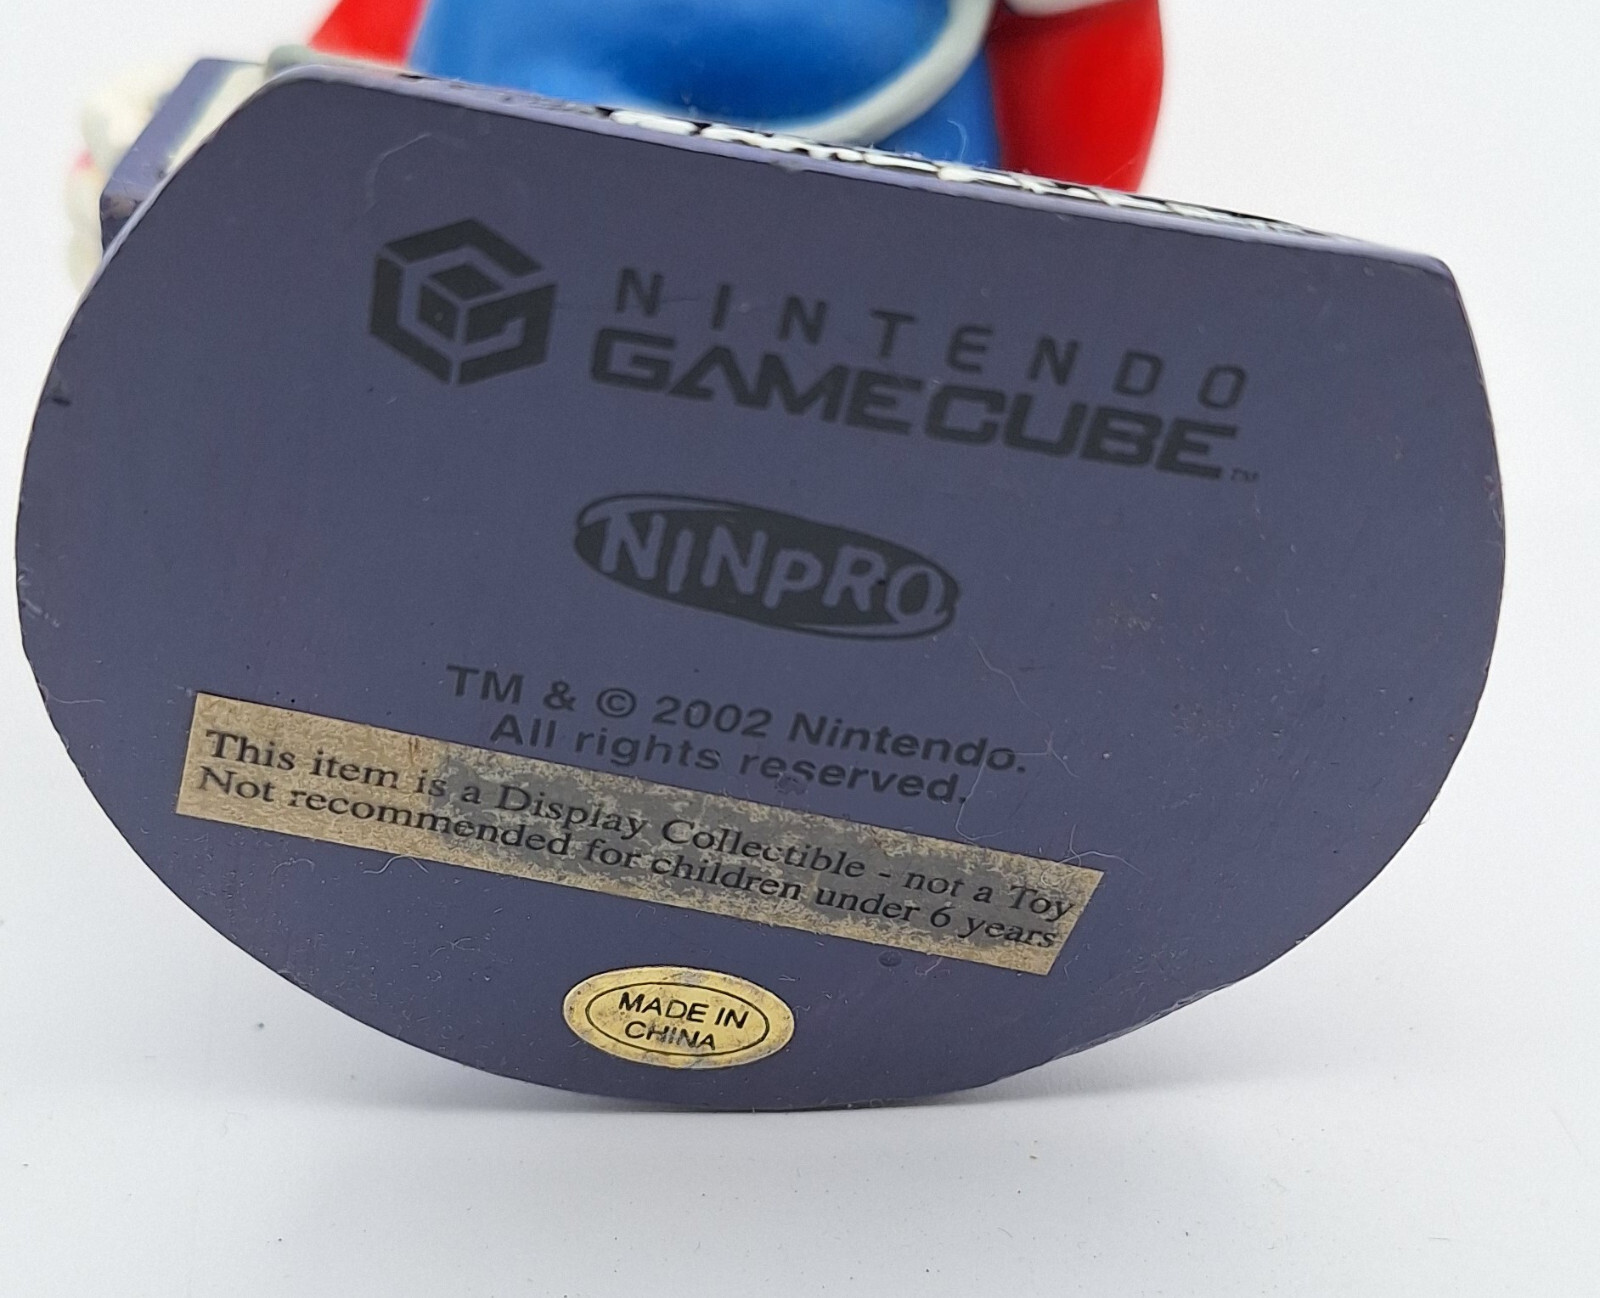 NINTENDO
GAMECUBE™
NINPRO
TM & © 2002 Nintendo.
All rights reserved.
This item is a Display Collectible - not a Toy
Not recommended for children under 6 years
MADE IN
CHINA